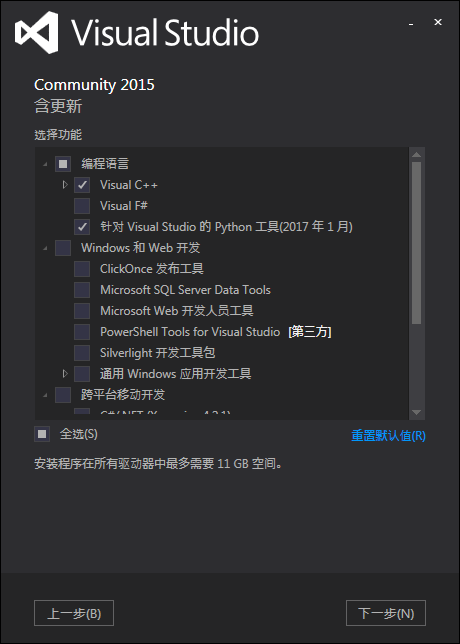 Visual Studio
Community 2015
含更新
选择功能
编程语言
Visual C++
Visual F#
针对 Visual Studio 的 Python 工具(2017 年 1 月)
Windows 和 Web 开发
ClickOnce 发布工具
Microsoft SQL Server Data Tools
Microsoft Web 开发人员工具
PowerShell Tools for Visual Studio [第三方]
Silverlight 开发工具包
通用 Windows 应用开发工具
跨平台移动开发
全选(S) 重置默认值(R)
安装程序在所有驱动器中最多需要 11 GB 空间。
上一步(B) 下一步(N)